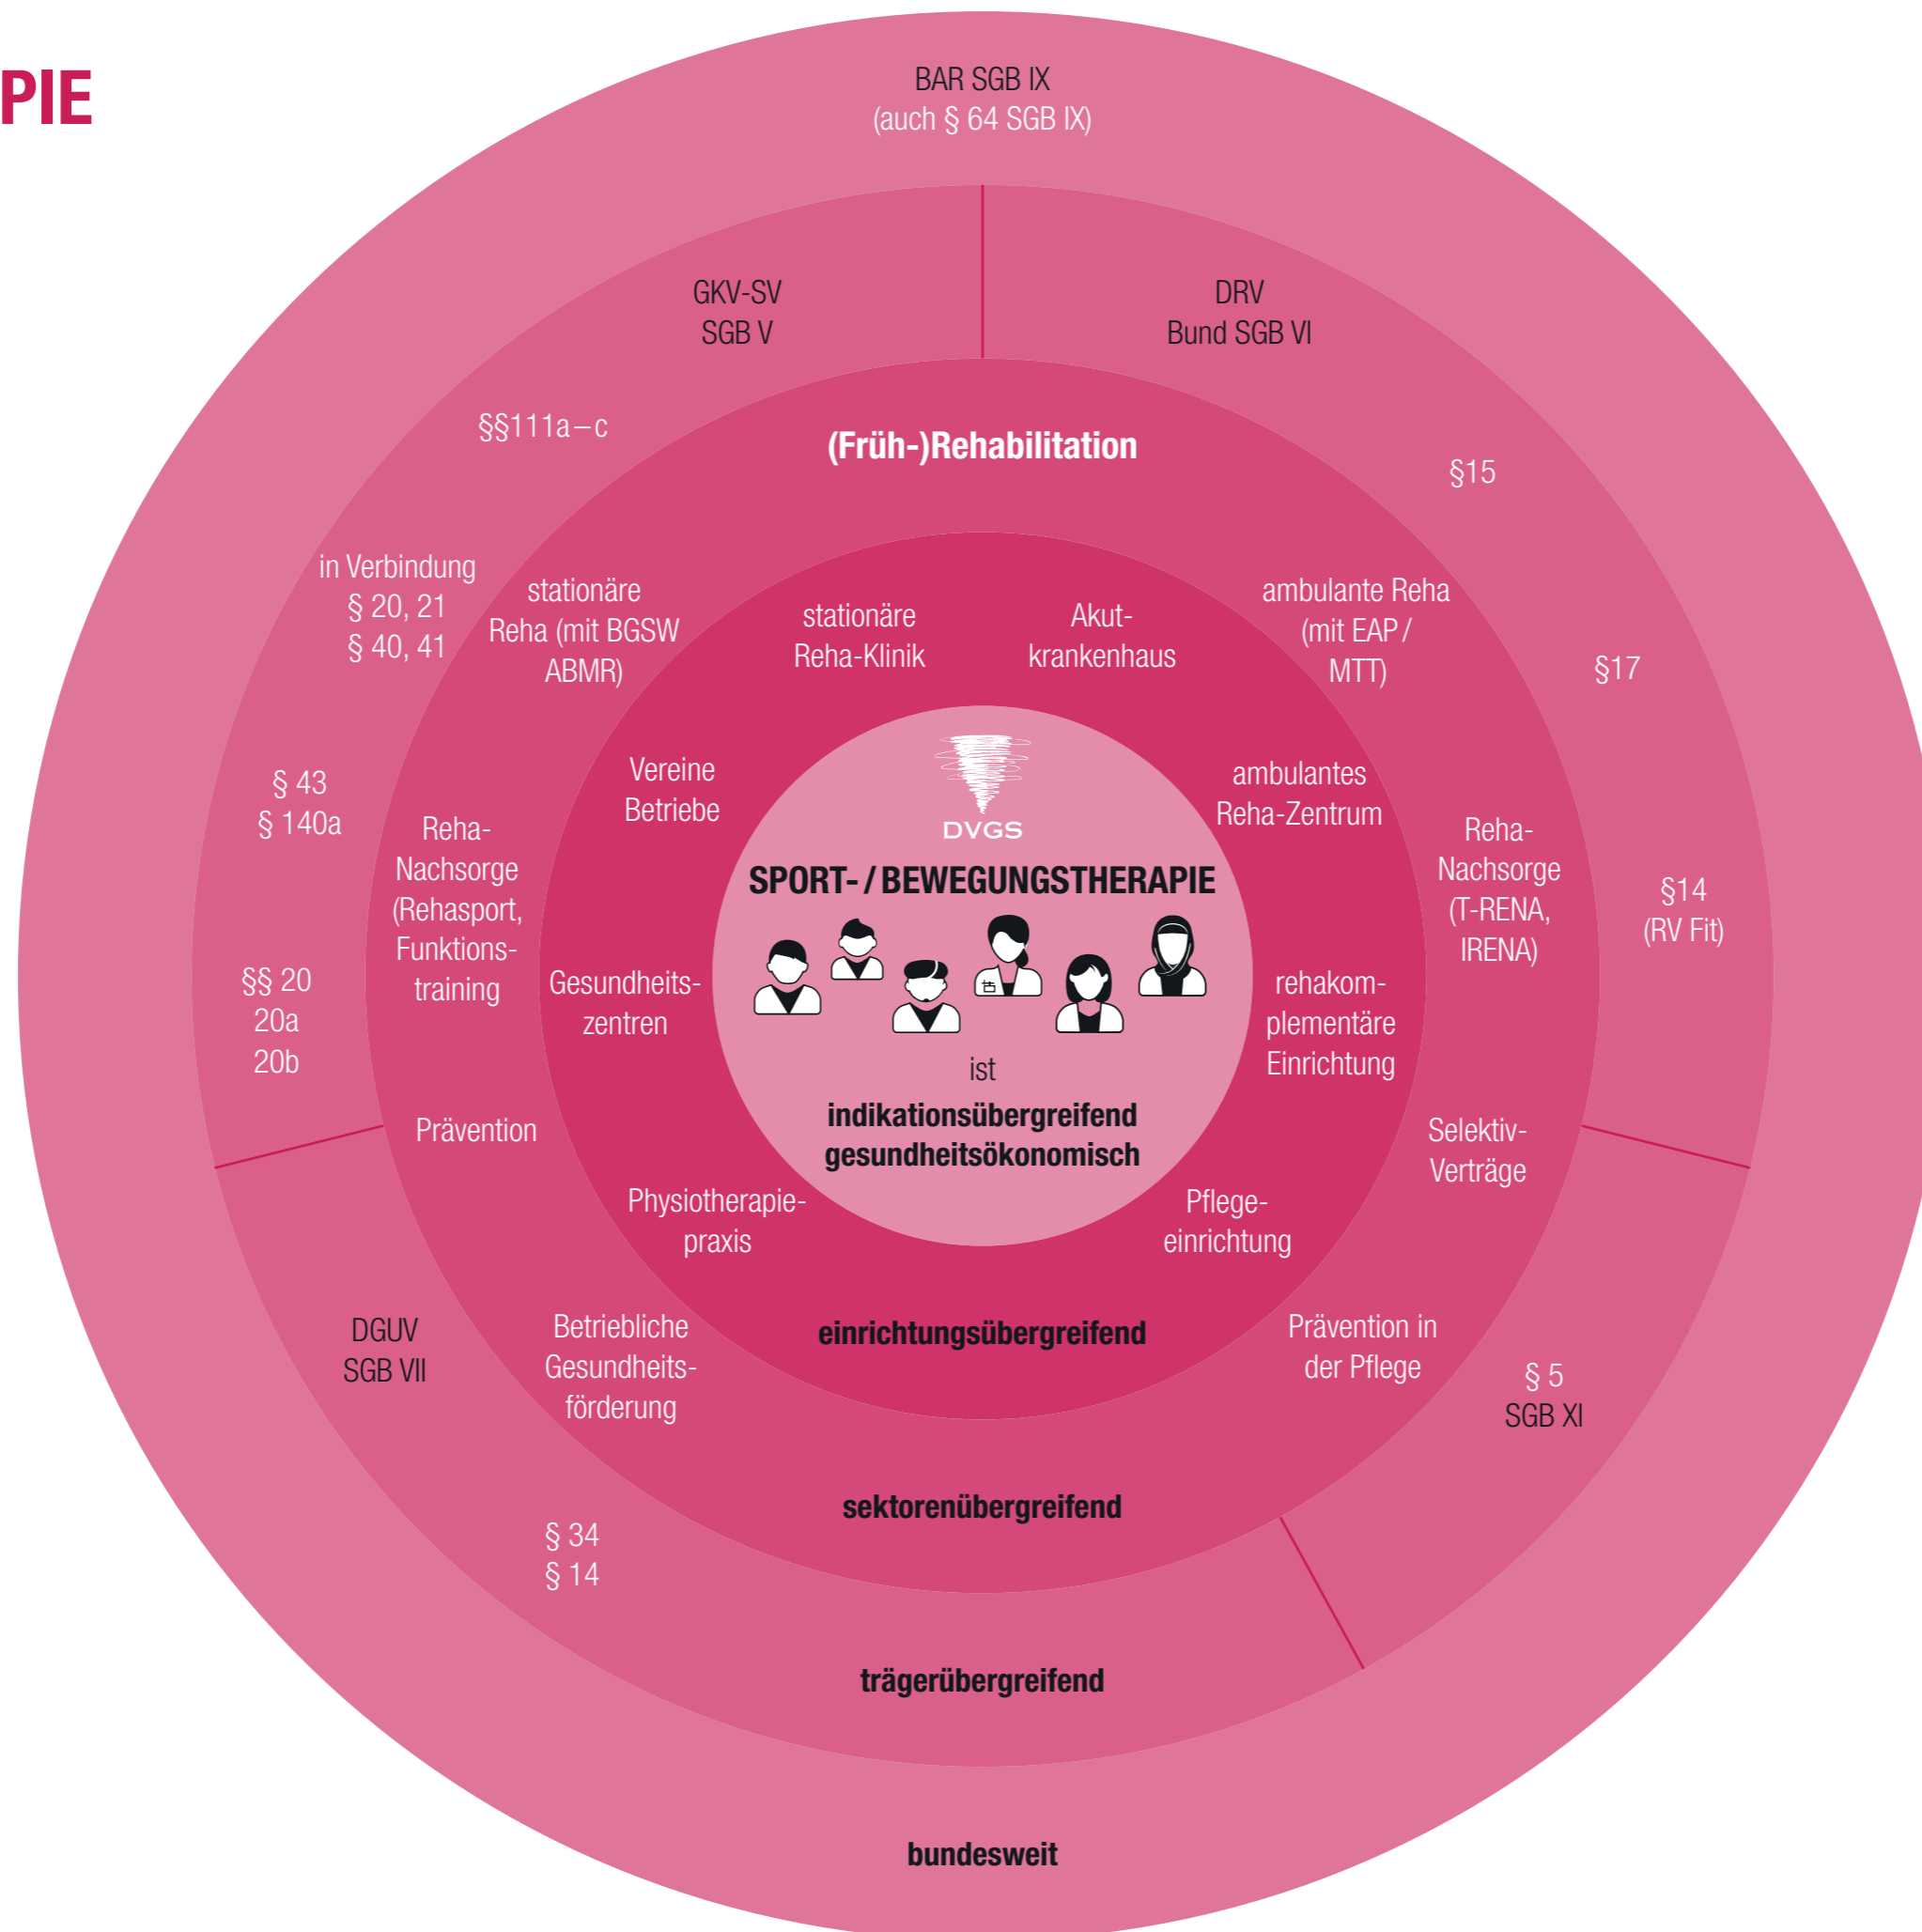 PIE
BAR SGB IX
(auch § 64 SGB IX)
GKV-SV
SGB V
DRV
Bund SGB VI
§§111a–c
§15
in Verbindung
§ 20, 21
§ 40, 41
§17
§ 43
§ 140a
§14
(RV Fit)
§§ 20
20a
20b
DGUV
SGB VII
§ 34
§ 14
§ 5
SGB XI
trägerübergreifend
bundesweit
(Früh-)Rehabilitation
stationäre
Reha (mit BGSW
ABMR)
ambulante Reha
(mit EAP /
MTT)
Reha-
Nachsorge
(Rehasport,
Funktions-
training
Reha-
Nachsorge
(T-RENA,
IRENA)
Prävention
Selektiv-
Verträge
Betriebliche
Gesundheits-
förderung
Prävention in
der Pflege
sektorenübergreifend
stationäre
Reha-Klinik
Akut-
krankenhaus
Vereine
Betriebe
ambulantes
Reha-Zentrum
Gesundheits-
zentren
rehakom-
plementäre
Einrichtung
Physiotherapie-
praxis
Pflege-
einrichtung
einrichtungsübergreifend
DVGS
SPORT- / BEWEGUNGSTHERAPIE
ist
indikationsübergreifend
gesundheitsökonomisch